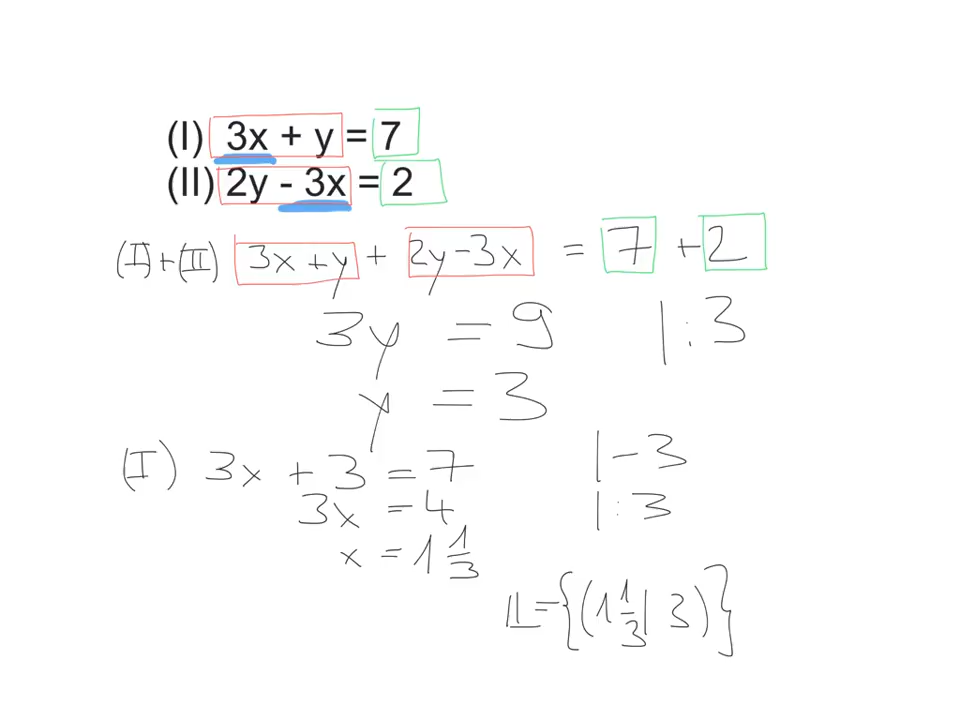 (I) 3x + y = 7
(II) 2y - 3x = 2
(I)+(II) 3x + y + 2y - 3x = 7 + 2
3y = 9 | : 3
y = 3
(I) 3x + 3 = 7 | - 3
3x = 4 | : 3
x = 1 1/3
𝕃 = {(1 1/3 | 3)}